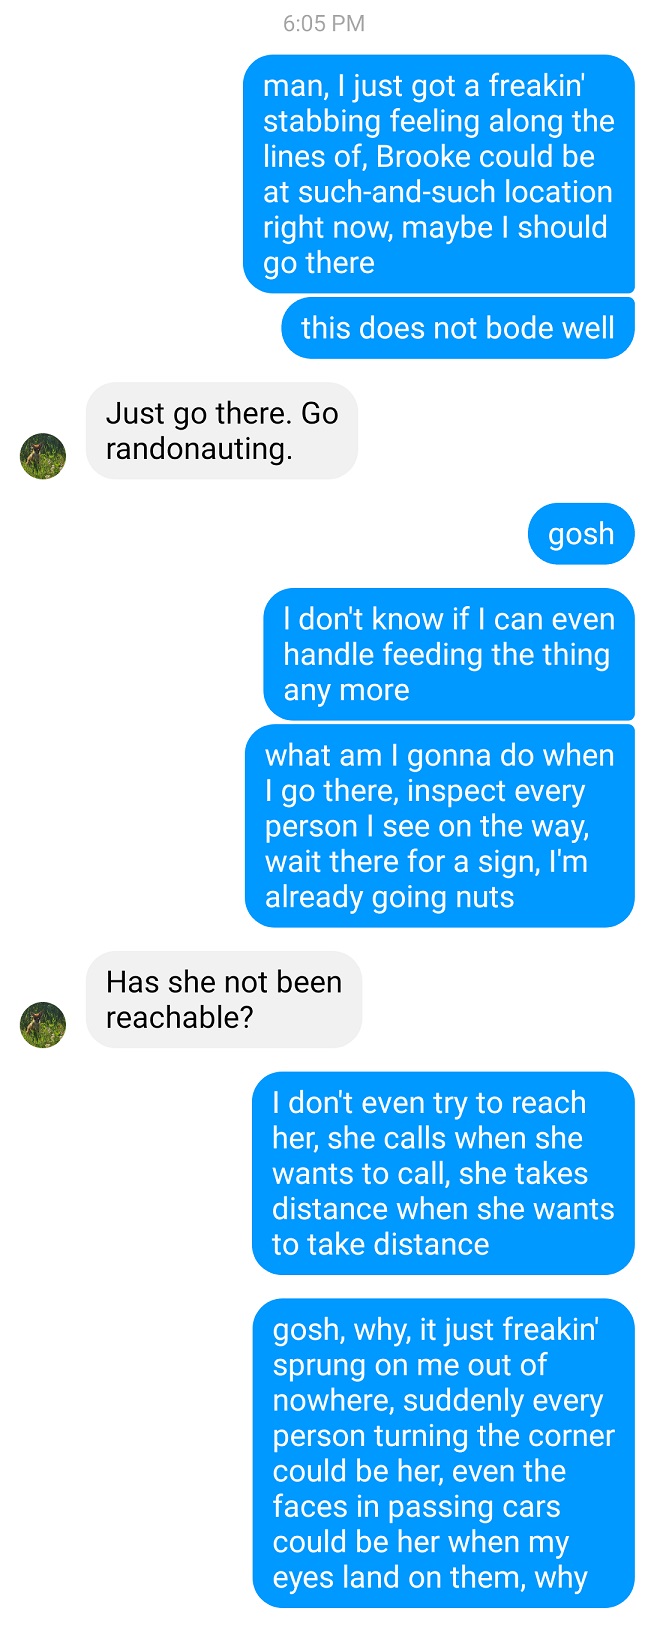 6:05 PM
man, I just got a freakin'
stabbing feeling along the
lines of, Brooke could be
at such-and-such location
right now, maybe I should
go there
this does not bode well
Just go there. Go
randonauting.
gosh
I don't know if I can even
handle feeding the thing
any more
what am I gonna do when
I go there, inspect every
person I see on the way,
wait there for a sign, I'm
already going nuts
Has she not been
reachable?
I don't even try to reach
her, she calls when she
wants to call, she takes
distance when she wants
to take distance
gosh, why, it just freakin'
sprung on me out of
nowhere, suddenly every
person turning the corner
could be her, even the
faces in passing cars
could be her when my
eyes land on them, why